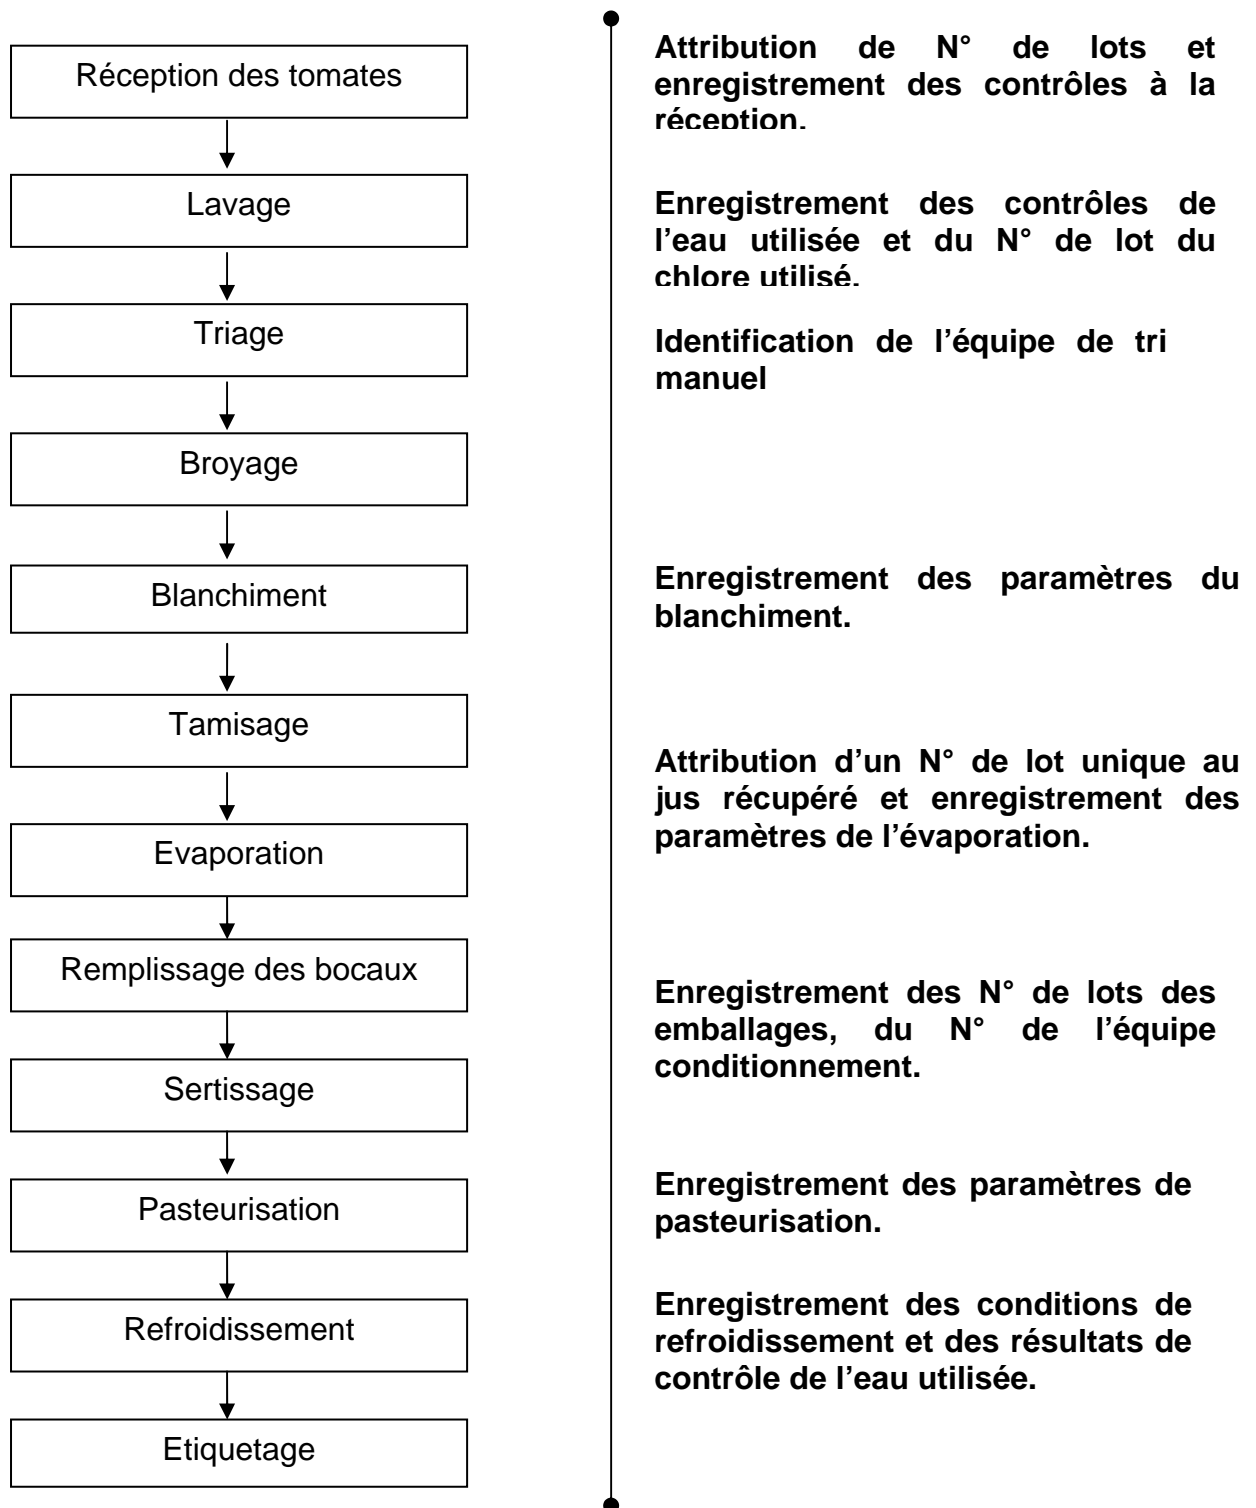 Réception des tomates
Attribution de N° de lots et
enregistrement des contrôles à la
réception.
Lavage
Enregistrement des contrôles de
l’eau utilisée et du N° de lot du
chlore utilisé.
Triage
Identification de l’équipe de tri
manuel
Broyage
Blanchiment
Enregistrement des paramètres du
blanchiment.
Tamisage
Attribution d’un N° de lot unique au
jus récupéré et enregistrement des
paramètres de l’évaporation.
Evaporation
Remplissage des bocaux
Enregistrement des N° de lots des
emballages, du N° de l’équipe
conditionnement.
Sertissage
Pasteurisation
Enregistrement des paramètres de
pasteurisation.
Refroidissement
Enregistrement des conditions de
refroidissement et des résultats de
contrôle de l’eau utilisée.
Etiquetage